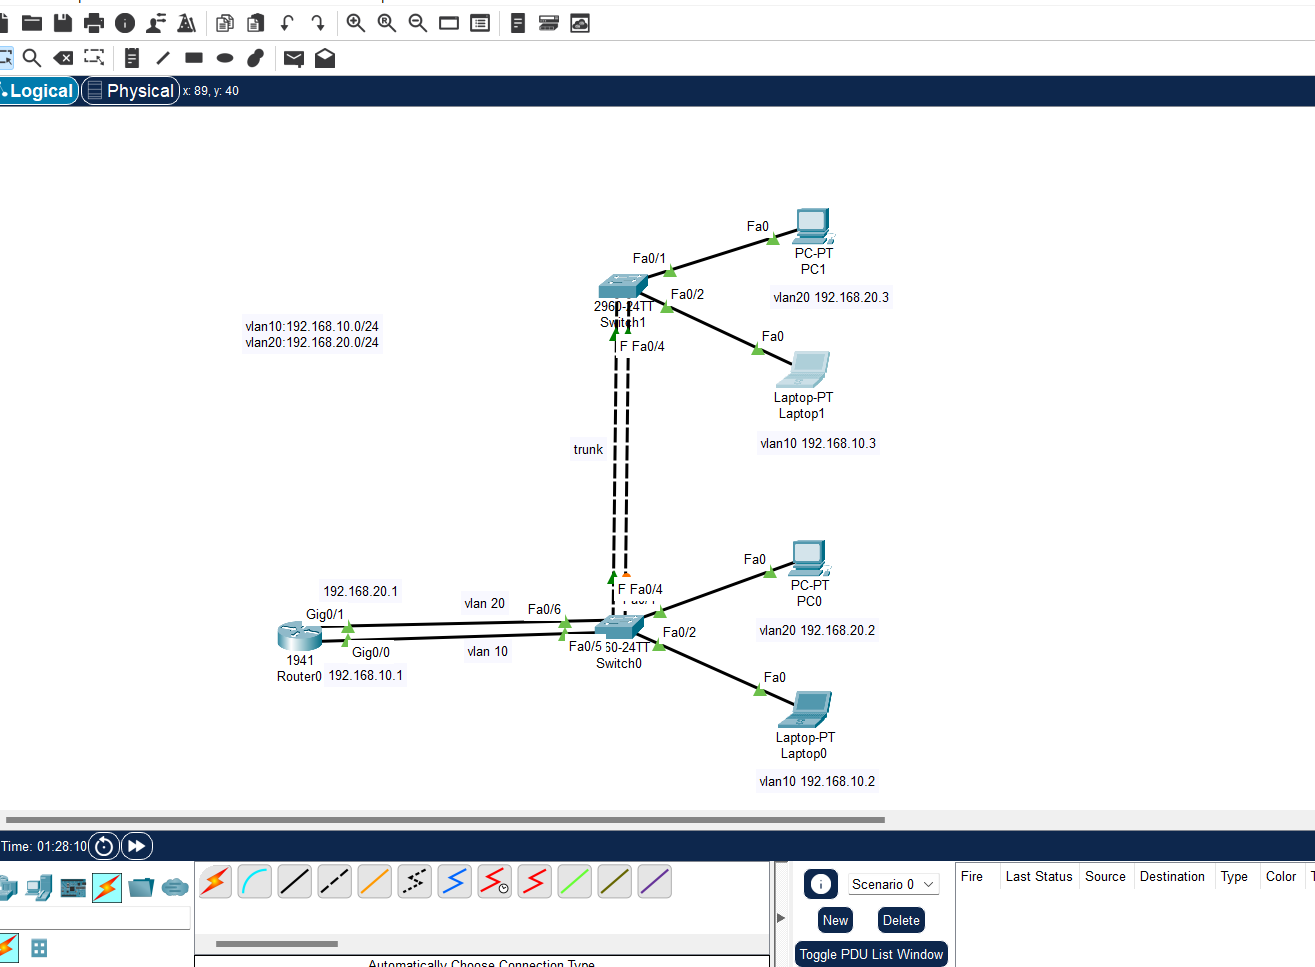 Logical
Physical
x: 89, y: 40
Fa0
PC-PT
PC1
Fa0/1
Fa0/2
vlan20 192.168.20.3
2960-24TT
Switch1
F Fa0/4
Fa0
vlan10:192.168.10.0/24
vlan20:192.168.20.0/24
Laptop-PT
Laptop1
vlan10 192.168.10.3
trunk
Fa0
PC-PT
PC0
F Fa0/4
192.168.20.1
vlan 20
Fa0/6
Gig0/1
vlan20 192.168.20.2
Fa0/2
Fa0/5
60-24TT
Switch0
Gig0/0
vlan 10
1941
Router0
192.168.10.1
Fa0
Laptop-PT
Laptop0
vlan10 192.168.10.2
Time: 01:28:10
Scenario 0
New
Delete
Toggle PDU List Window
Fire
Last Status
Source
Destination
Type
Color
Automatically Choose Connection Type